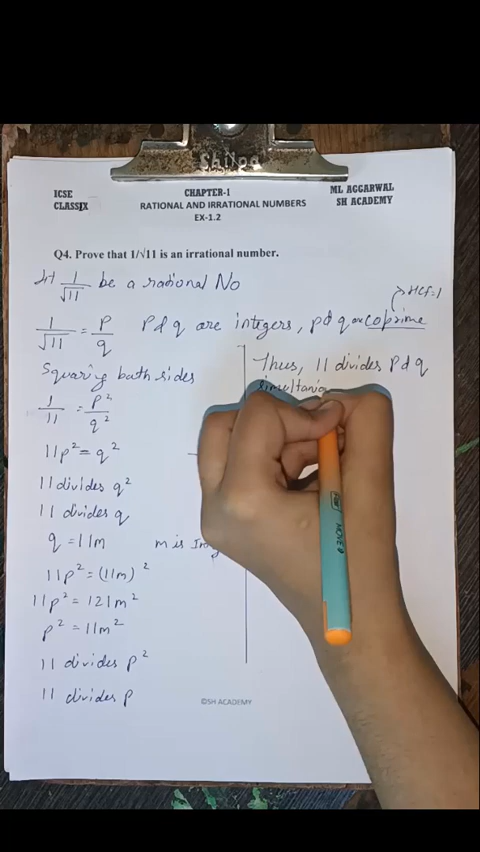 Shilpa
ICSE
CLASSIX
CHAPTER-1
RATIONAL AND IRRATIONAL NUMBERS
EX-1.2
ML AGGARWAL
SH ACADEMY
Q4. Prove that 1/√11 is an irrational number.
let 1/√11 be a rational No
HCF=1
1/√11 = p/q P & q are integers, p & q are coprime
Squaring both sides
1/11 = p²/q²
11p² = q²
11 divides q²
11 divides q
q = 11m m is
11p² = (11m)²
11p² = 121m²
p² = 11m²
11 divides p²
11 divides p
Thus, 11 divides P & q
simultania
©SH ACADEMY